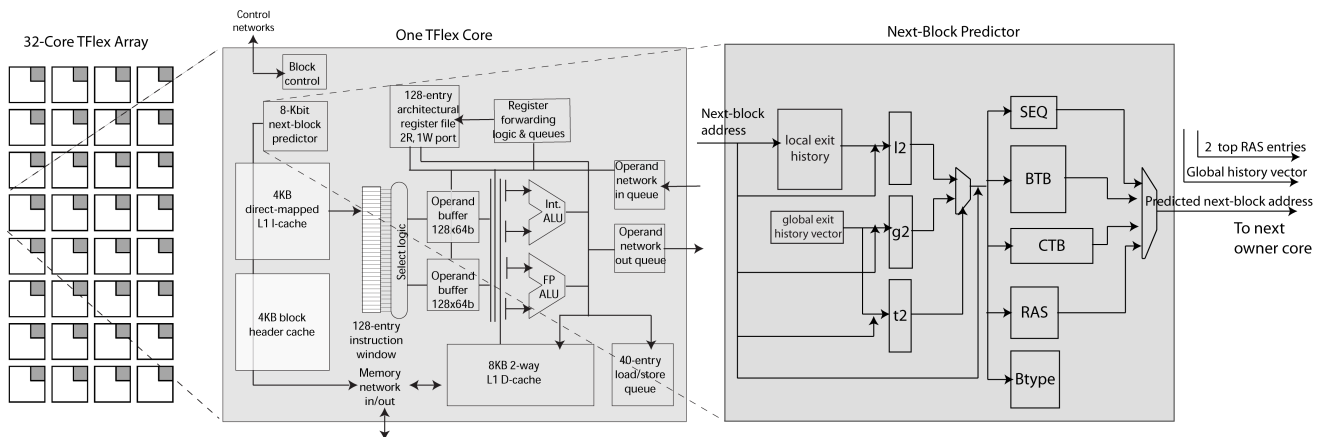 32-Core TFlex Array
Control
networks
One TFlex Core
Block
control
8-Kbit
next-block
predictor
128-entry
architectural
register file
2R, 1W port
Register
forwarding
logic & queues
4KB
direct-mapped
L1 I-cache
4KB block
header cache
Select logic
128-entry
instruction
window
Operand
buffer
128x64b
Operand
buffer
128x64b
Int.
ALU
FP
ALU
Operand
network
in queue
Operand
network
out queue
Memory
network
in/out
8KB 2-way
L1 D-cache
40-entry
load/store
queue
Next-Block Predictor
Next-block
address
local exit
history
global exit
history vector
l2
g2
t2
SEQ
BTB
CTB
RAS
Btype
2 top RAS entries
Global history vector
Predicted next-block address
To next
owner core